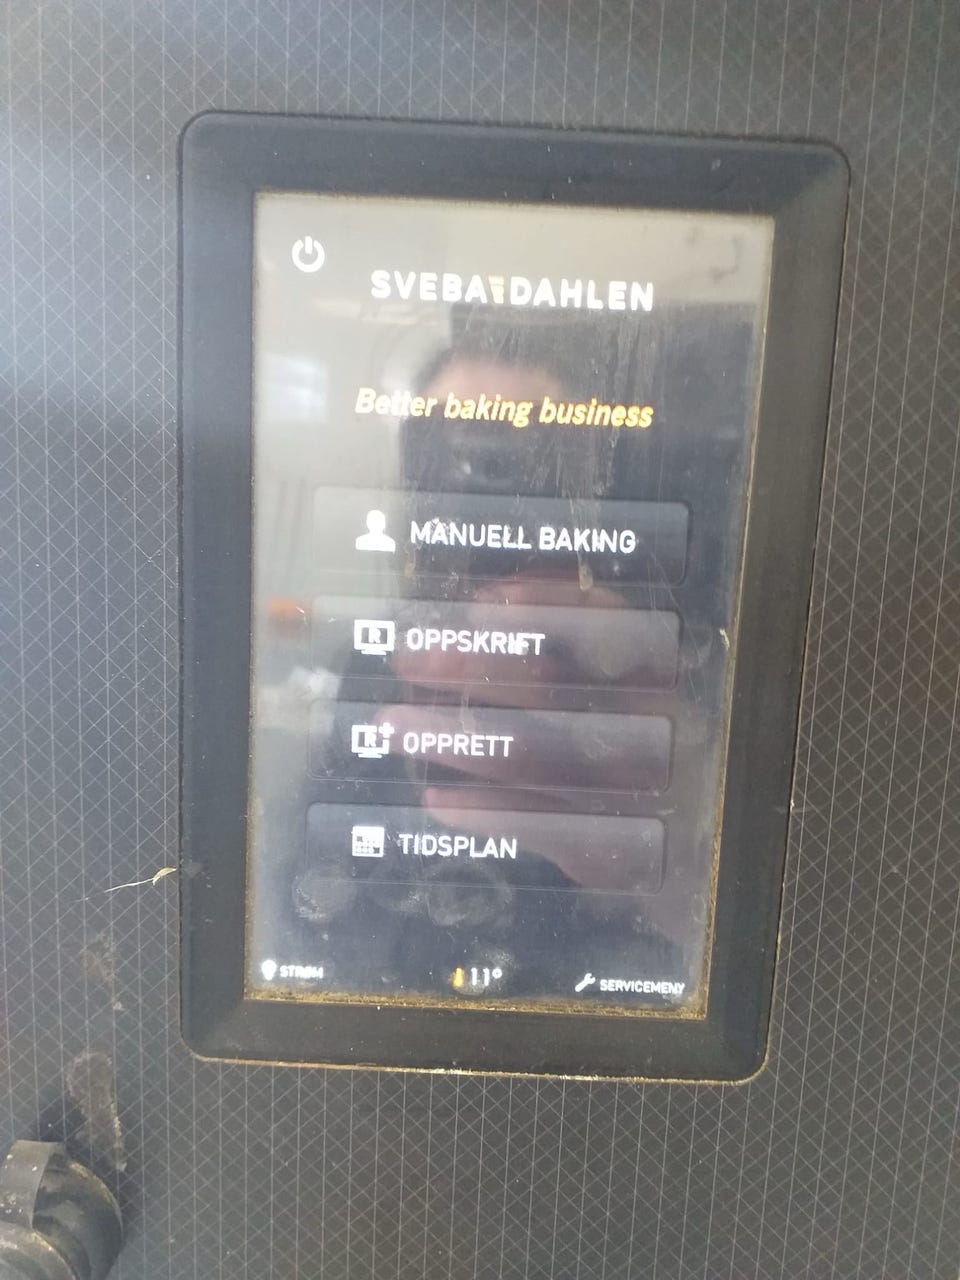 SVEBA DAHLEN
Better baking business
MANUELL BAKING
OPPSKRIFT
OPPRETT
TIDSPLAN
STRØM
11°
SERVICEMENY